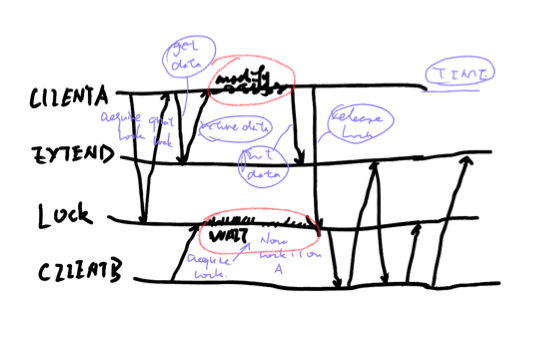 get
data
modify
TIME
CLIENTA
acquire
lock
return data
release
lock
EXTEND
put
data
Lock
WAIT
Now
lock is on
A
acquire
lock.
CLIENTB